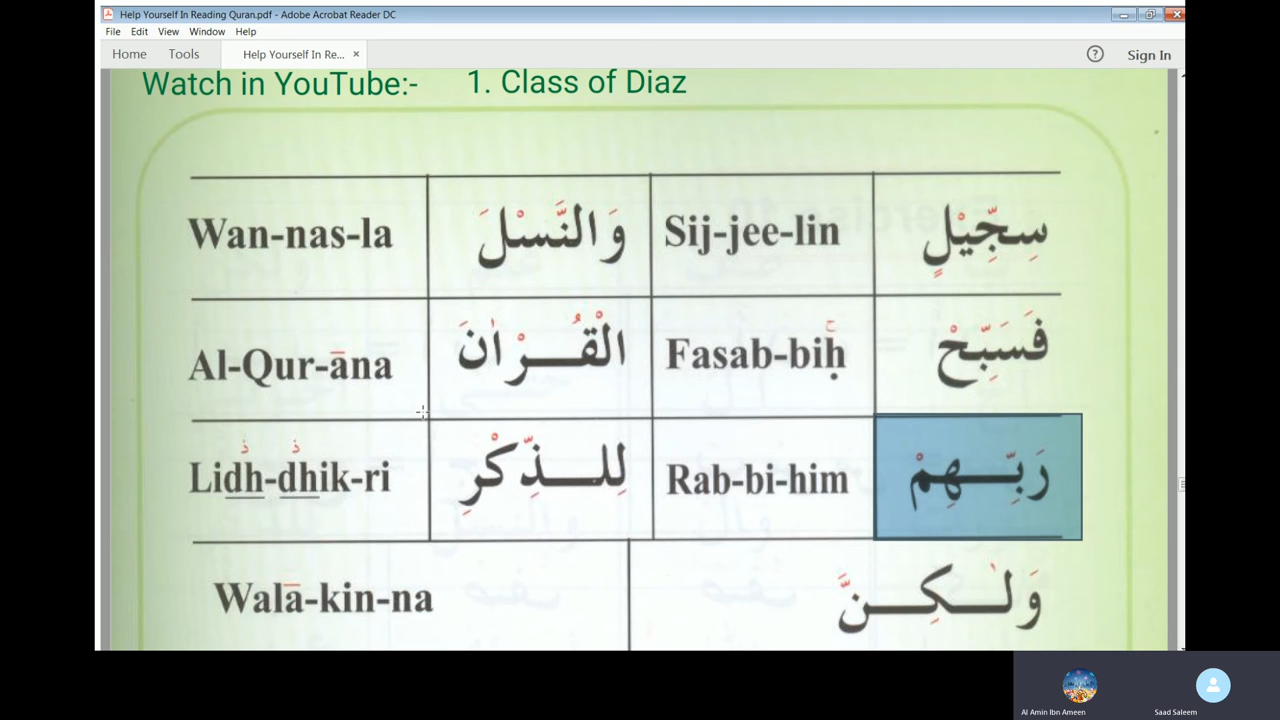 Help Yourself In Reading Quran.pdf - Adobe Acrobat Reader DC
File Edit View Window Help
Home Tools Help Yourself In Re... × ? Sign In
Watch in YouTube:- 1. Class of Diaz
Wan-nas-la وَالنَّسْلَ Sij-jee-lin سِجِّيْلٍ
Al-Qur-āna الْقُرْاٰنَ Fasab-biḥ فَسَبِّحْ
ح
Lidh-dhik-ri لِلذِّكْرِ Rab-bi-him رَبِّهِمْ
ذ ذ
Walā-kin-na وَلٰكِنَّ
Al Amin Ibn Ameen Saad Saleem